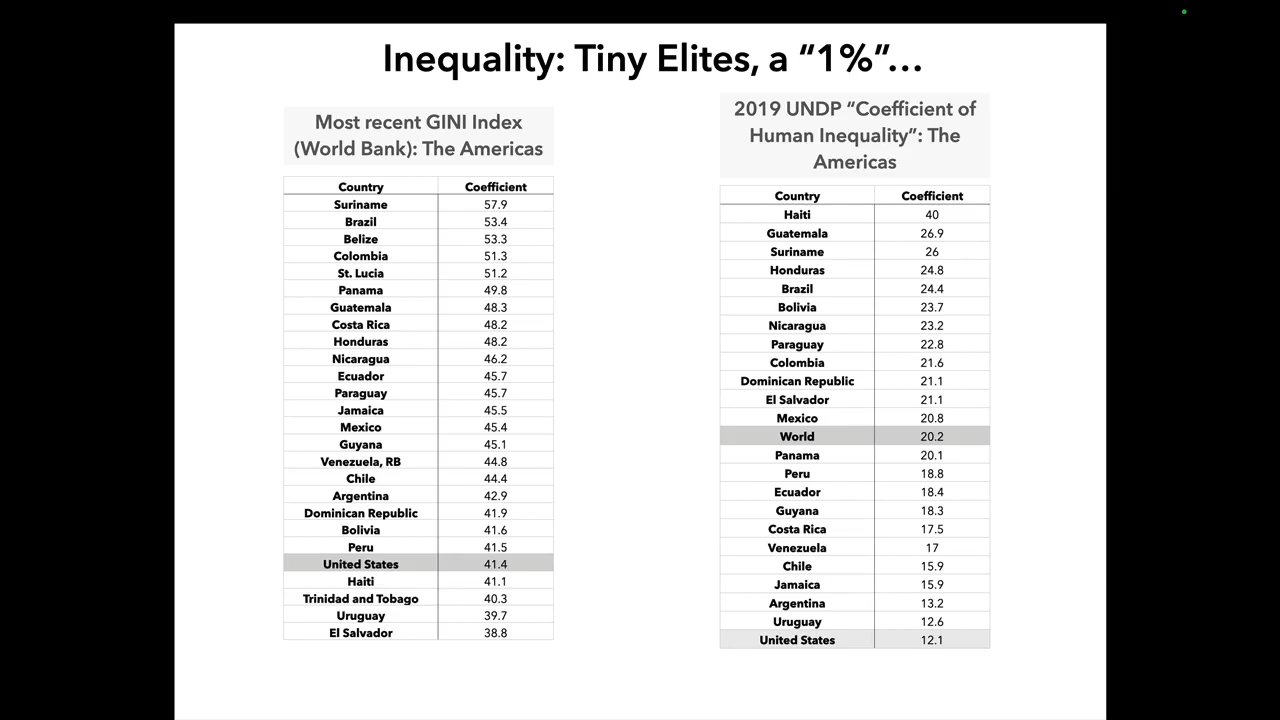 Inequality: Tiny Elites, a “1%”…
Most recent GINI Index
(World Bank): The Americas
Country Coefficient
Suriname 57.9
Brazil 53.4
Belize 53.3
Colombia 51.3
St. Lucia 51.2
Panama 49.8
Guatemala 48.3
Costa Rica 48.2
Honduras 48.2
Nicaragua 46.2
Ecuador 45.7
Paraguay 45.7
Jamaica 45.5
Mexico 45.4
Guyana 45.1
Venezuela, RB 44.8
Chile 44.4
Argentina 42.9
Dominican Republic 41.9
Bolivia 41.6
Peru 41.5
United States 41.4
Haiti 41.1
Trinidad and Tobago 40.3
Uruguay 39.7
El Salvador 38.8
2019 UNDP “Coefficient of
Human Inequality”: The
Americas
Country Coefficient
Haiti 40
Guatemala 26.9
Suriname 26
Honduras 24.8
Brazil 24.4
Bolivia 23.7
Nicaragua 23.2
Paraguay 22.8
Colombia 21.6
Dominican Republic 21.1
El Salvador 21.1
Mexico 20.8
World 20.2
Panama 20.1
Peru 18.8
Ecuador 18.4
Guyana 18.3
Costa Rica 17.5
Venezuela 17
Chile 15.9
Jamaica 15.9
Argentina 13.2
Uruguay 12.6
United States 12.1